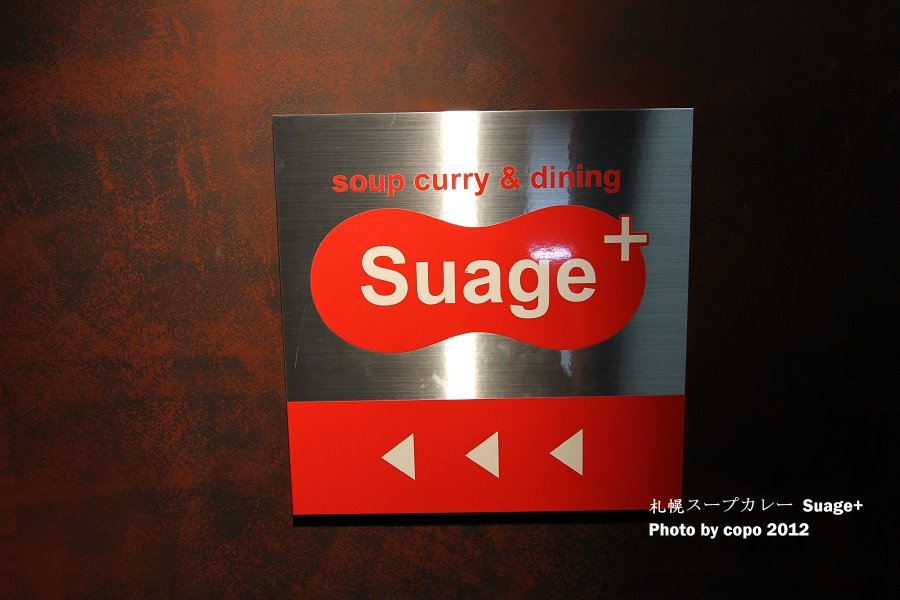 soup curry & dining
Suage+
札幌スープカレー Suage+
Photo by copo 2012